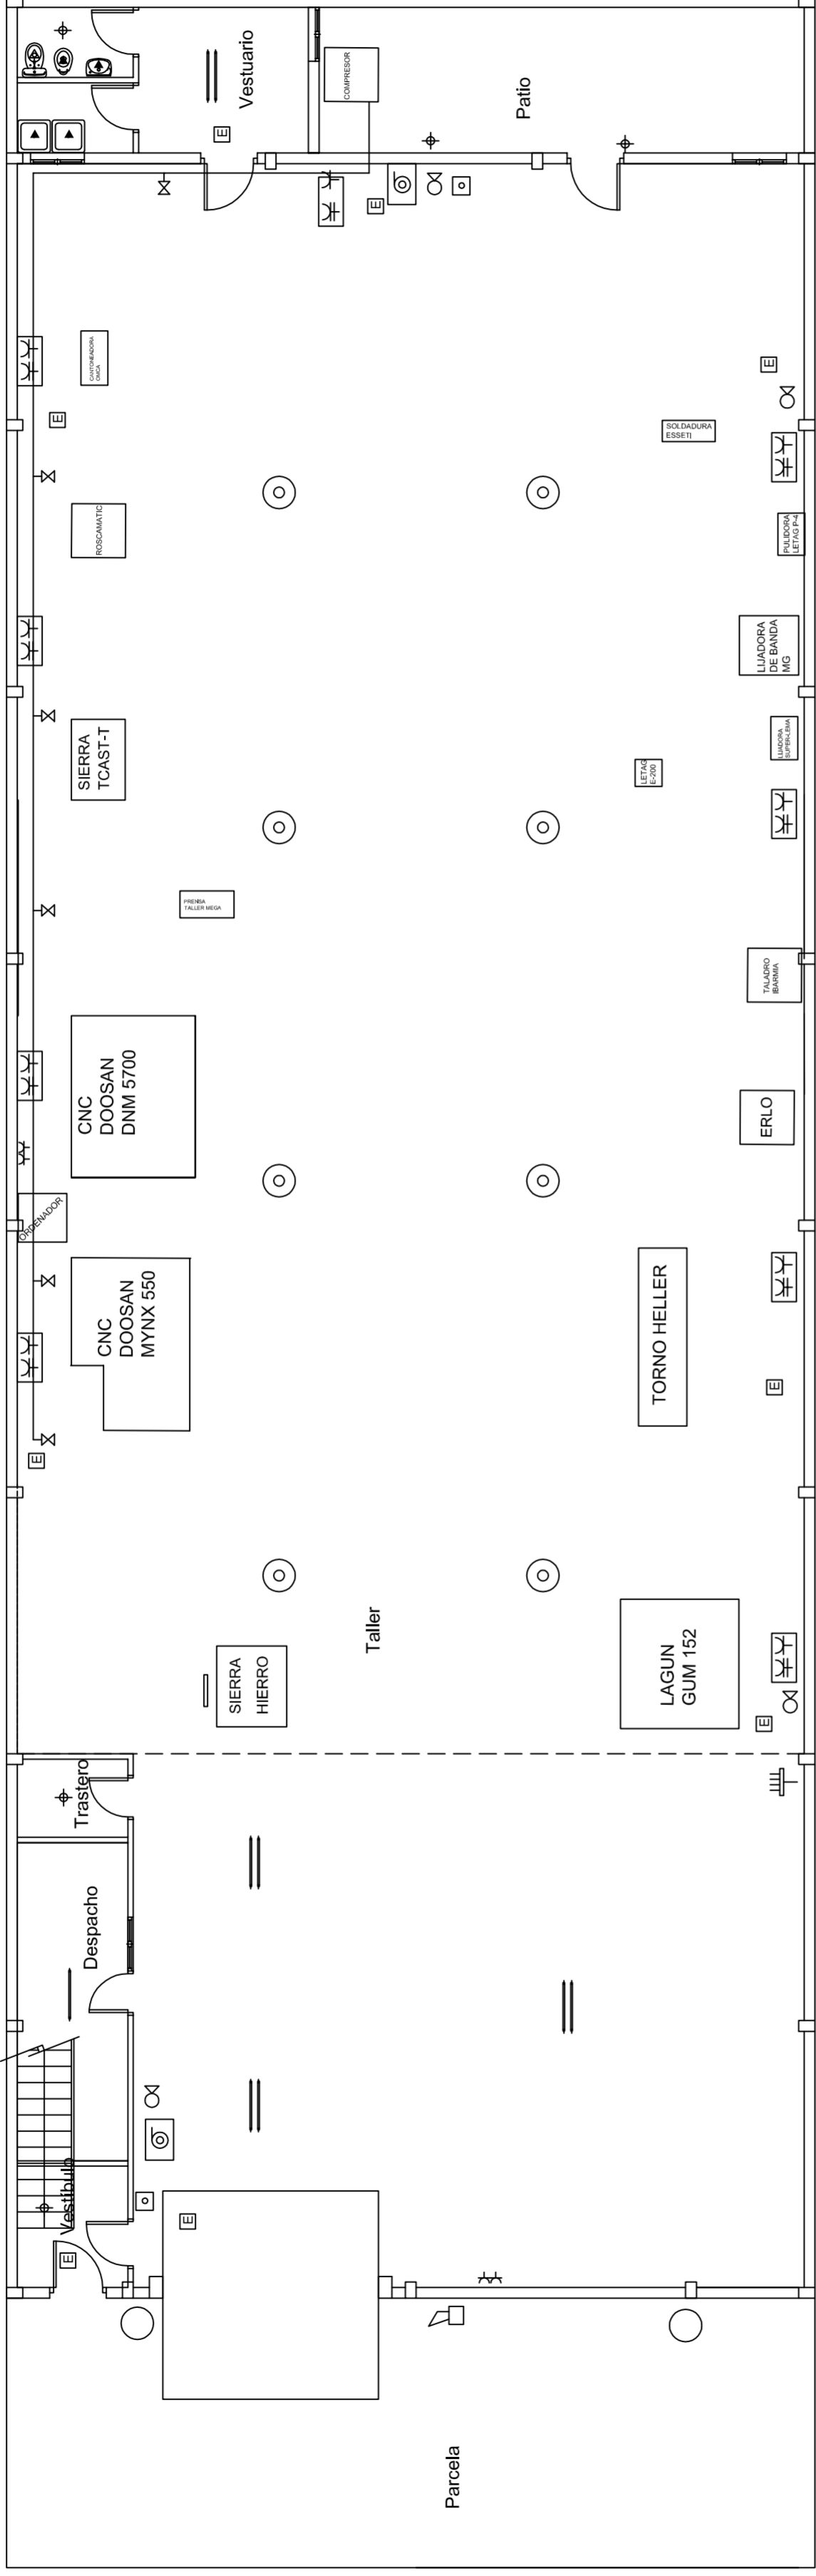 Vestuario
COMPRESOR
Patio
E
E
CANTONEADORA
OMCA
E
E
SOLDADURA
ESSETI
ROSCAMATIC
PULIDORA
LETAG P-4
LIJADORA
DE BANDA
MG
SIERRA
TCAST-T
LIJADORA
SUPER-LEMA
LETAG
E-200
PRENSA
TALLER MEGA
TALADRO
IBARMIA
CNC
DOOSAN
DNM 5700
ERLO
ORDENADOR
CNC
DOOSAN
MYNX 550
TORNO HELLER
E
E
Taller
SIERRA
HIERRO
LAGUN
GUM 152
E
Trastero
Despacho
Vestíbulo
E
E
Parcela